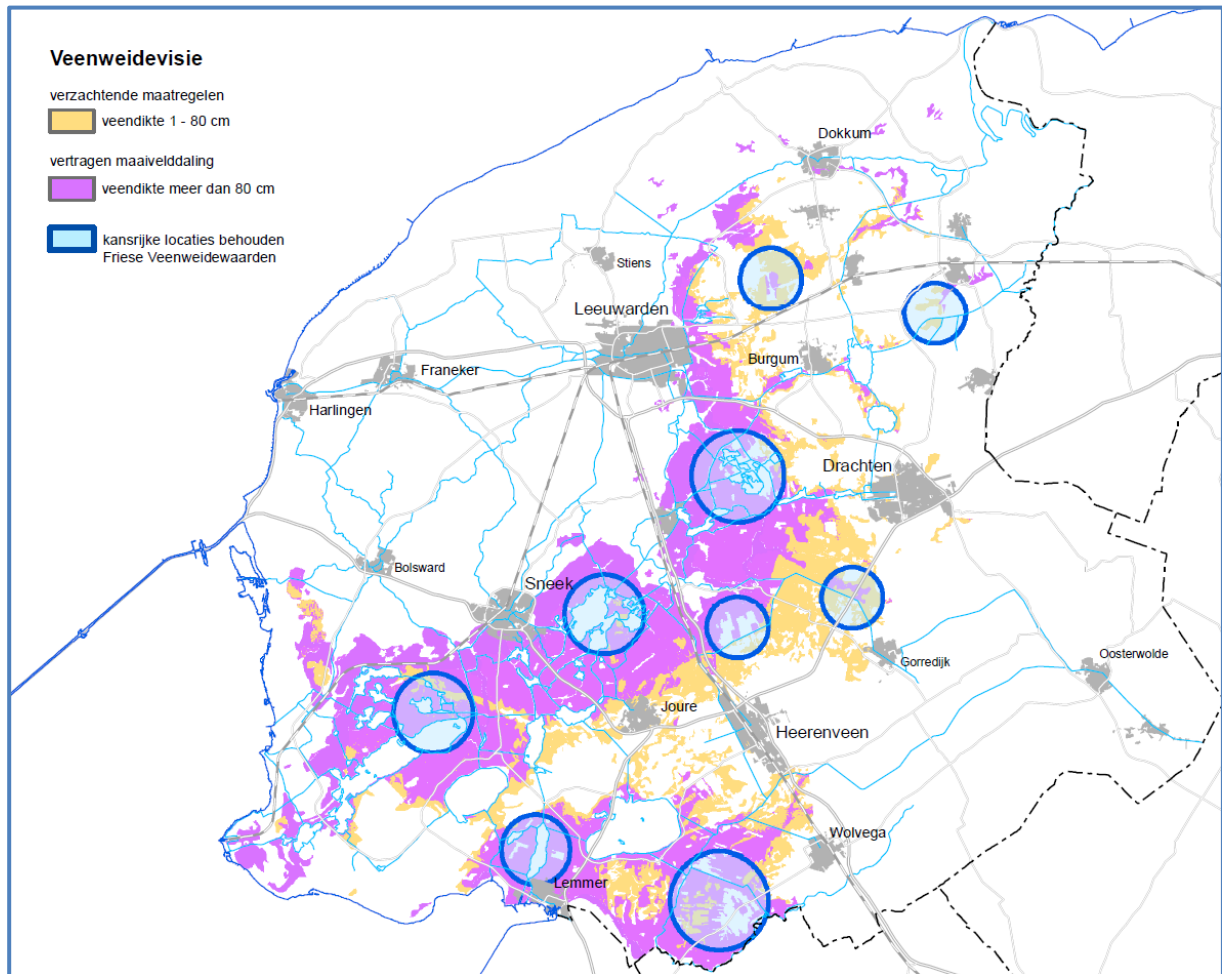 Veenweidevisie
verzachtende maatregelen
veendikte 1 - 80 cm
vertragen maaivelddaling
veendikte meer dan 80 cm
kansrijke locaties behouden
Friese Veenweidewaarden
Dokkum
Stiens
Leeuwarden
Burgum
Franeker
Harlingen
Drachten
Bolsward
Sneek
Gorredijk
Oosterwolde
Joure
Heerenveen
Wolvega
Lemmer